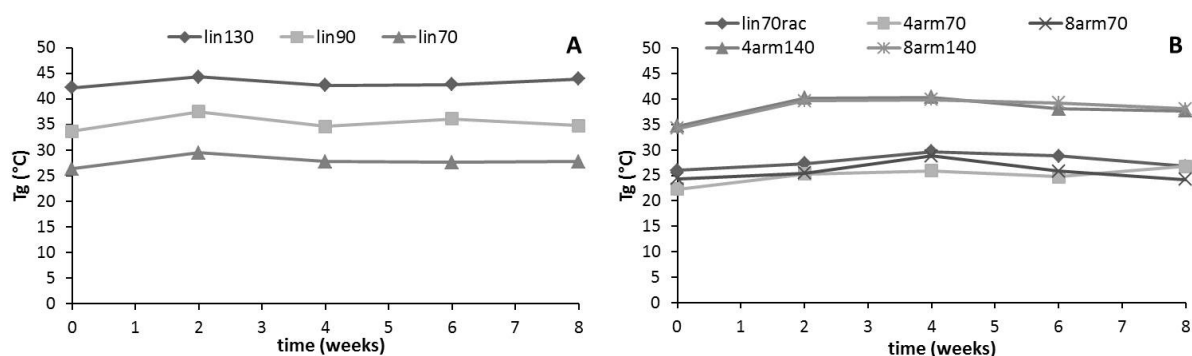 lin130 lin90 lin70
A
50
45
40
35
30
25
20
15
10
5
0
Tg (°C)
0 1 2 3 4 5 6 7 8
time (weeks)
lin70rac 4arm70 8arm70
4arm140 8arm140
B
50
45
40
35
30
25
20
15
10
5
0
Tg (°C)
0 1 2 3 4 5 6 7 8
time (weeks)